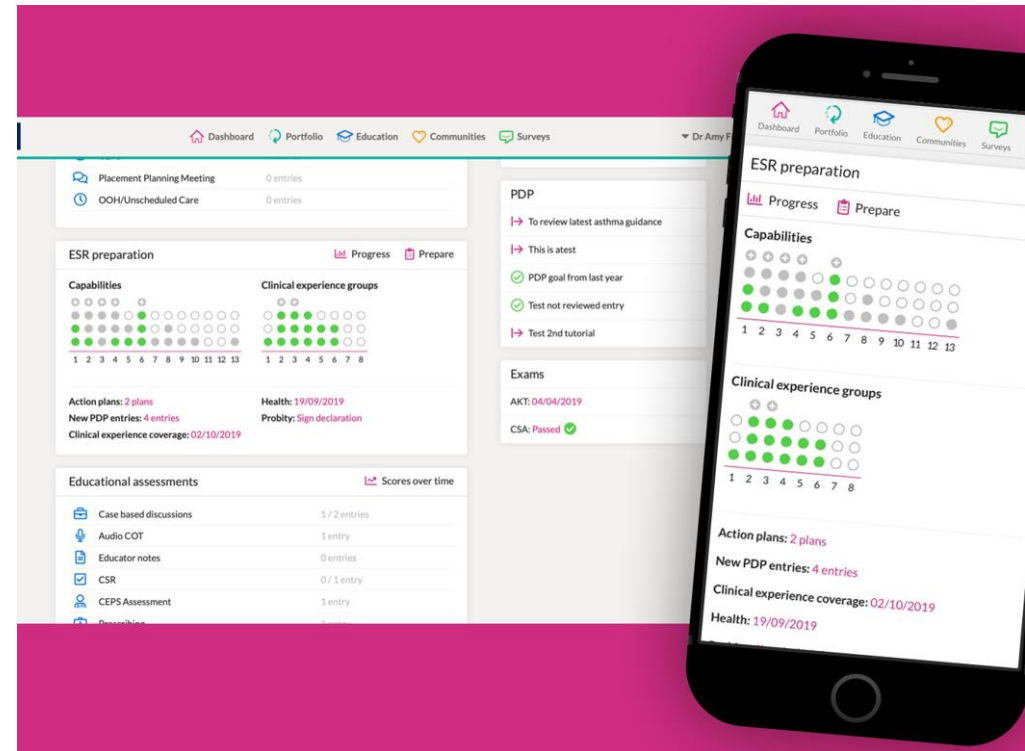 Dashboard Portfolio Education Communities Surveys Dr Amy F
Placement Planning Meeting 0 entries
OOH/Unscheduled Care 0 entries
ESR preparation Progress Prepare
Capabilities Clinical experience groups
1 2 3 4 5 6 7 8 9 10 11 12 13 1 2 3 4 5 6 7 8
Action plans: 2 plans Health: 19/09/2019
New PDP entries: 4 entries Probity: Sign declaration
Clinical experience coverage: 02/10/2019
Educational assessments Scores over time
Case based discussions 1 / 2 entries
Audio COT 1 entry
Educator notes 0 entries
CSR 0 / 1 entry
CEPS Assessment 1 entry
PDP
To review latest asthma guidance
This is atest
PDP goal from last year
Test not reviewed entry
Test 2nd tutorial
Exams
AKT: 04/04/2019
CSA: Passed
Dashboard Portfolio Education Communities Surveys
ESR preparation
Progress Prepare
Capabilities
1 2 3 4 5 6 7 8 9 10 11 12 13
Clinical experience groups
1 2 3 4 5 6 7 8
Action plans: 2 plans
New PDP entries: 4 entries
Clinical experience coverage: 02/10/2019
Health: 19/09/2019